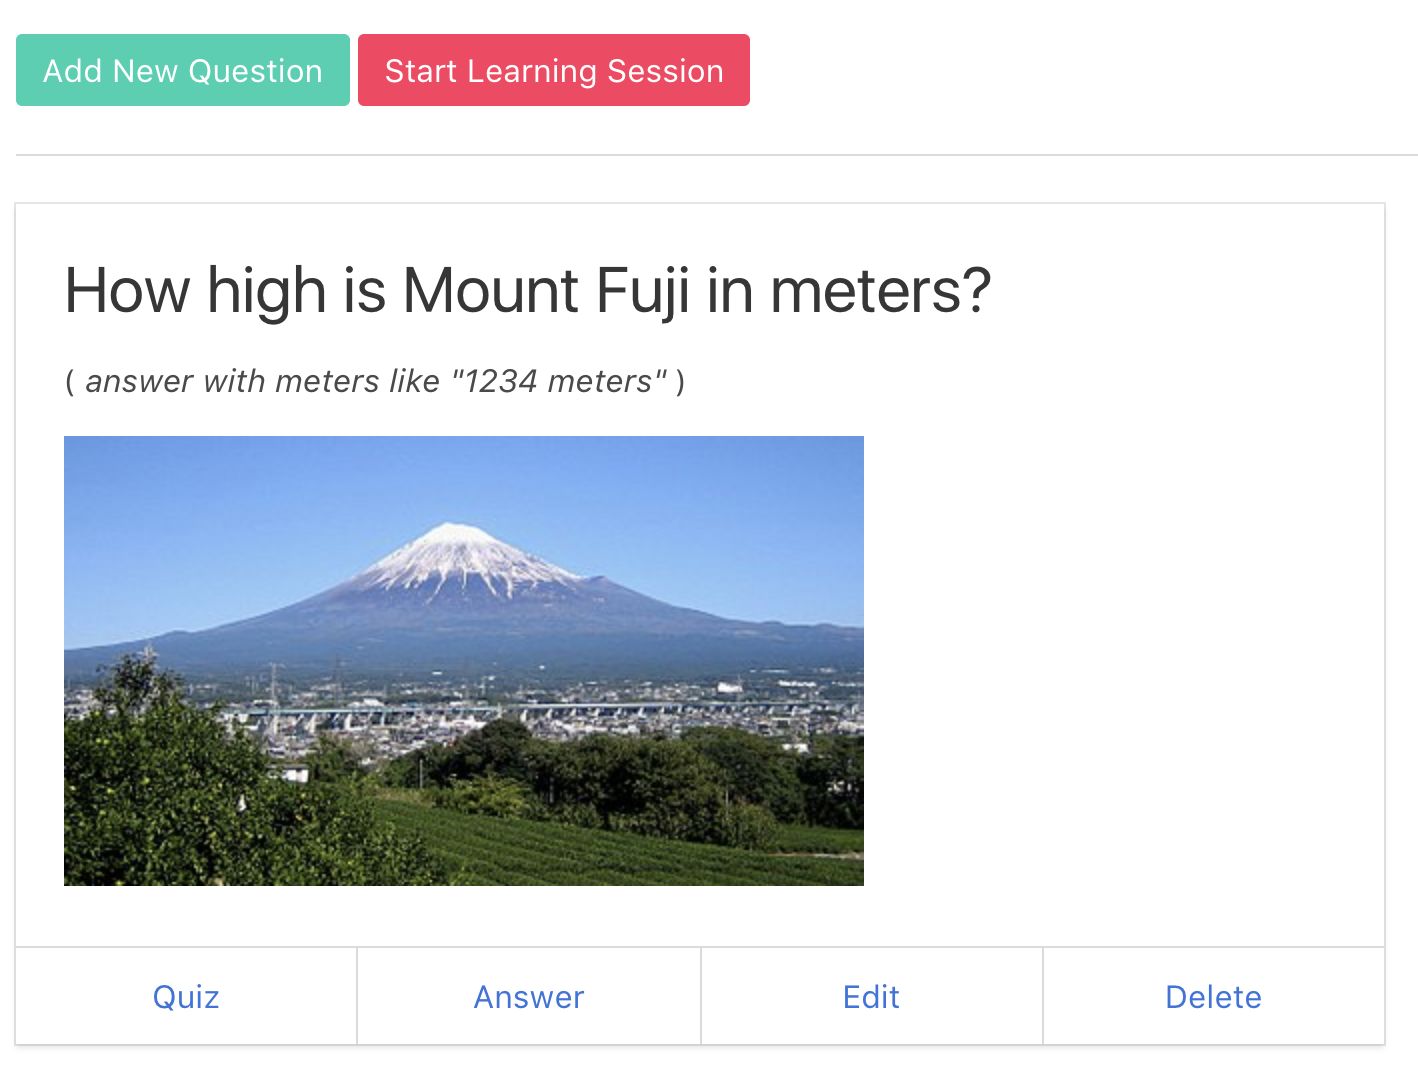 Add New Question Start Learning Session
How high is Mount Fuji in meters?
( answer with meters like "1234 meters" )
Quiz Answer Edit Delete